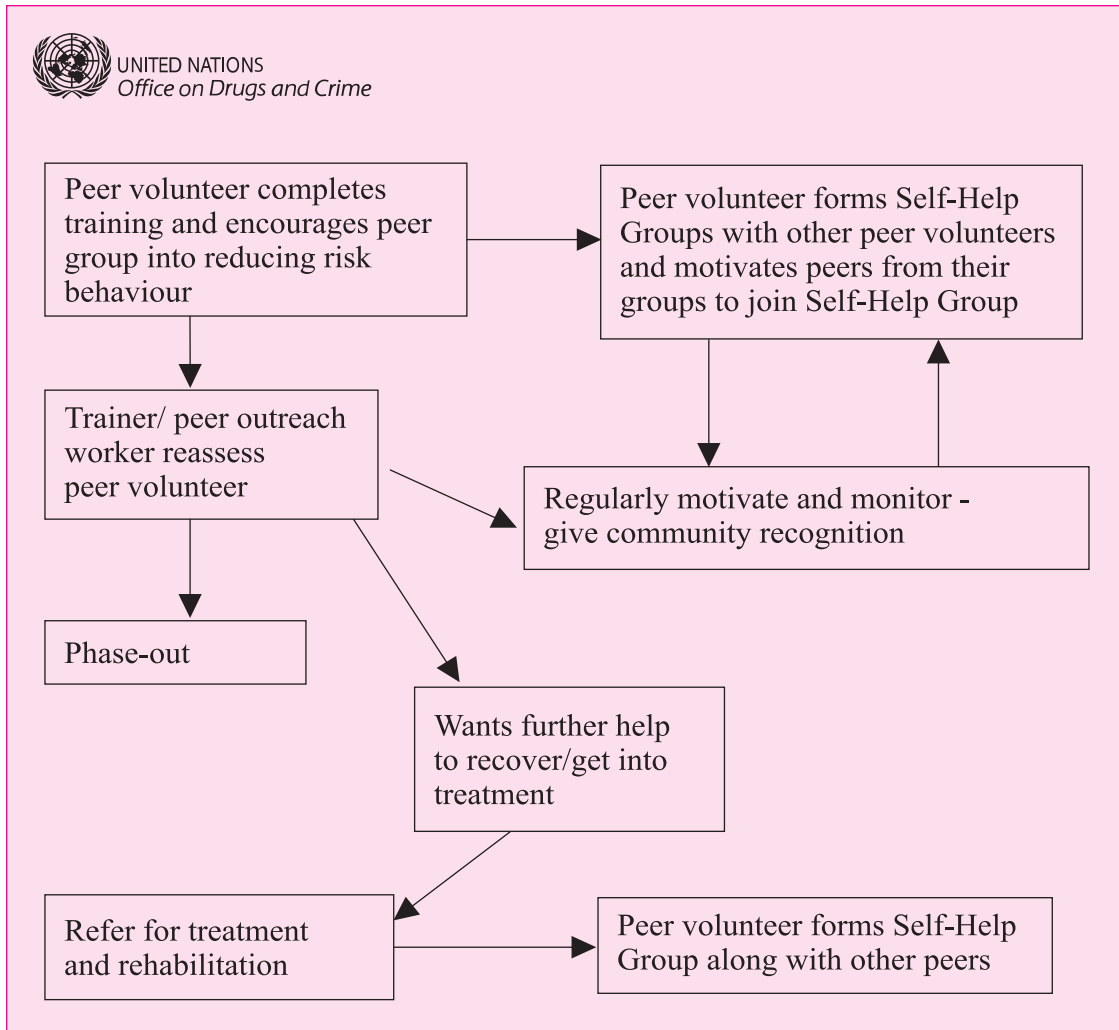 UNITED NATIONS
Office on Drugs and Crime
Peer volunteer completes
training and encourages peer
group into reducing risk
behaviour
Peer volunteer forms Self-Help
Groups with other peer volunteers
and motivates peers from their
groups to join Self-Help Group
Trainer/ peer outreach
worker reassess
peer volunteer
Regularly motivate and monitor -
give community recognition
Phase-out
Wants further help
to recover/get into
treatment
Refer for treatment
and rehabilitation
Peer volunteer forms Self-Help
Group along with other peers